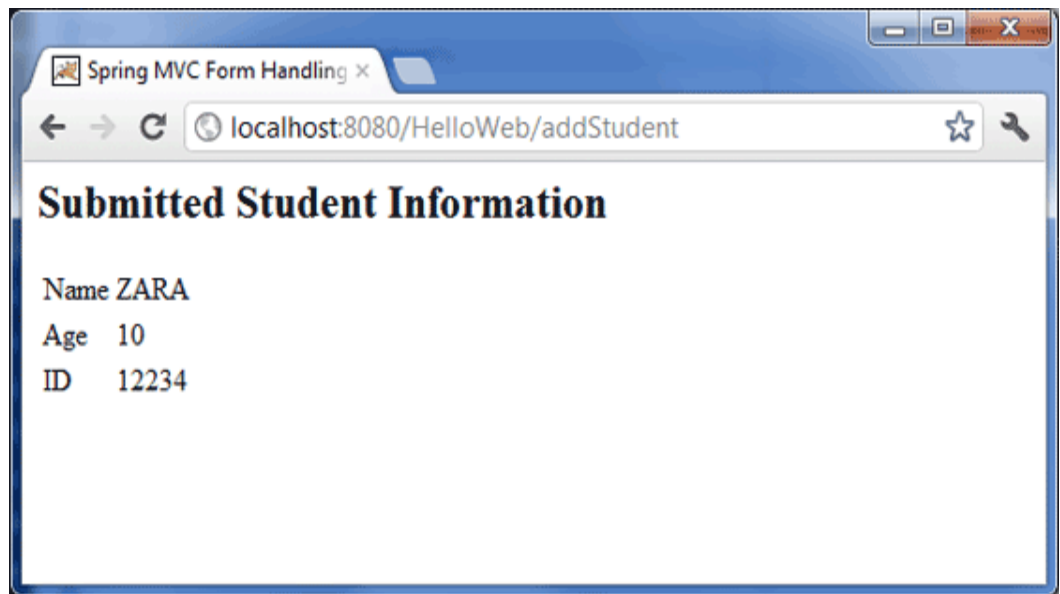 Spring MVC Form Handling
localhost:8080/HelloWeb/addStudent
Submitted Student Information
Name ZARA
Age 10
ID 12234